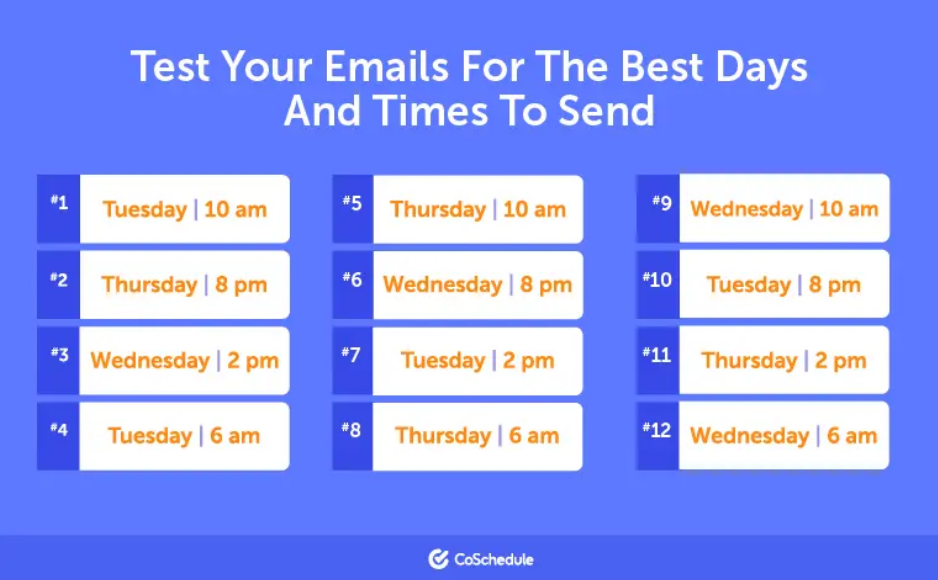 Test Your Emails For The Best Days
And Times To Send
#1 Tuesday | 10 am
#2 Thursday | 8 pm
#3 Wednesday | 2 pm
#4 Tuesday | 6 am
#5 Thursday | 10 am
#6 Wednesday | 8 pm
#7 Tuesday | 2 pm
#8 Thursday | 6 am
#9 Wednesday | 10 am
#10 Tuesday | 8 pm
#11 Thursday | 2 pm
#12 Wednesday | 6 am
CoSchedule